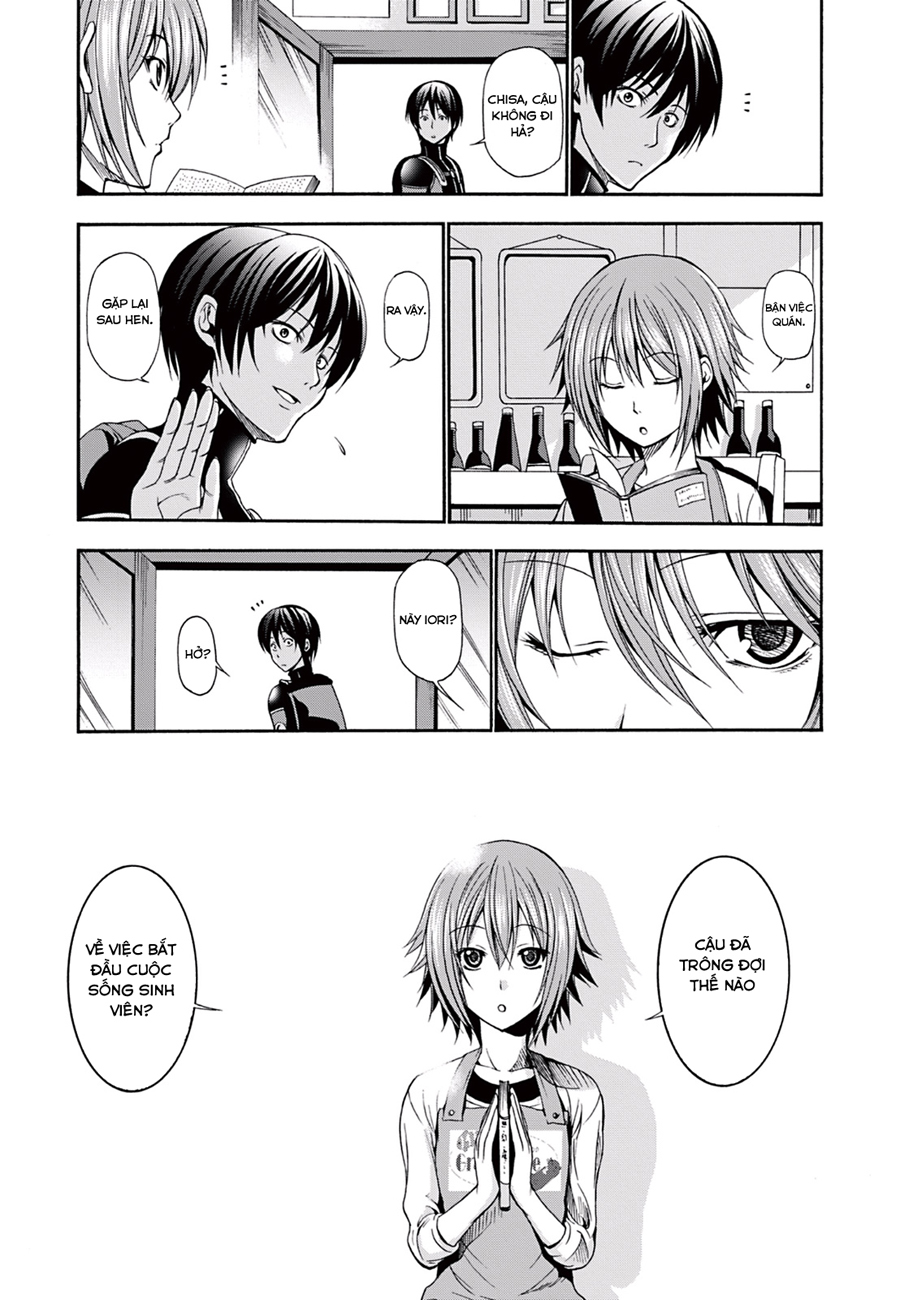 CHISA, CẬU
KHÔNG ĐI
HẢ?
BẬN VIỆC
QUÁN.
RA VẬY.
GẶP LẠI
SAU HEN.
NÀY IORI?
HỞ?
CẬU ĐÃ
TRÔNG ĐỢI
THẾ NÀO
VỀ VIỆC BẮT
ĐẦU CUỘC
SỐNG SINH
VIÊN?